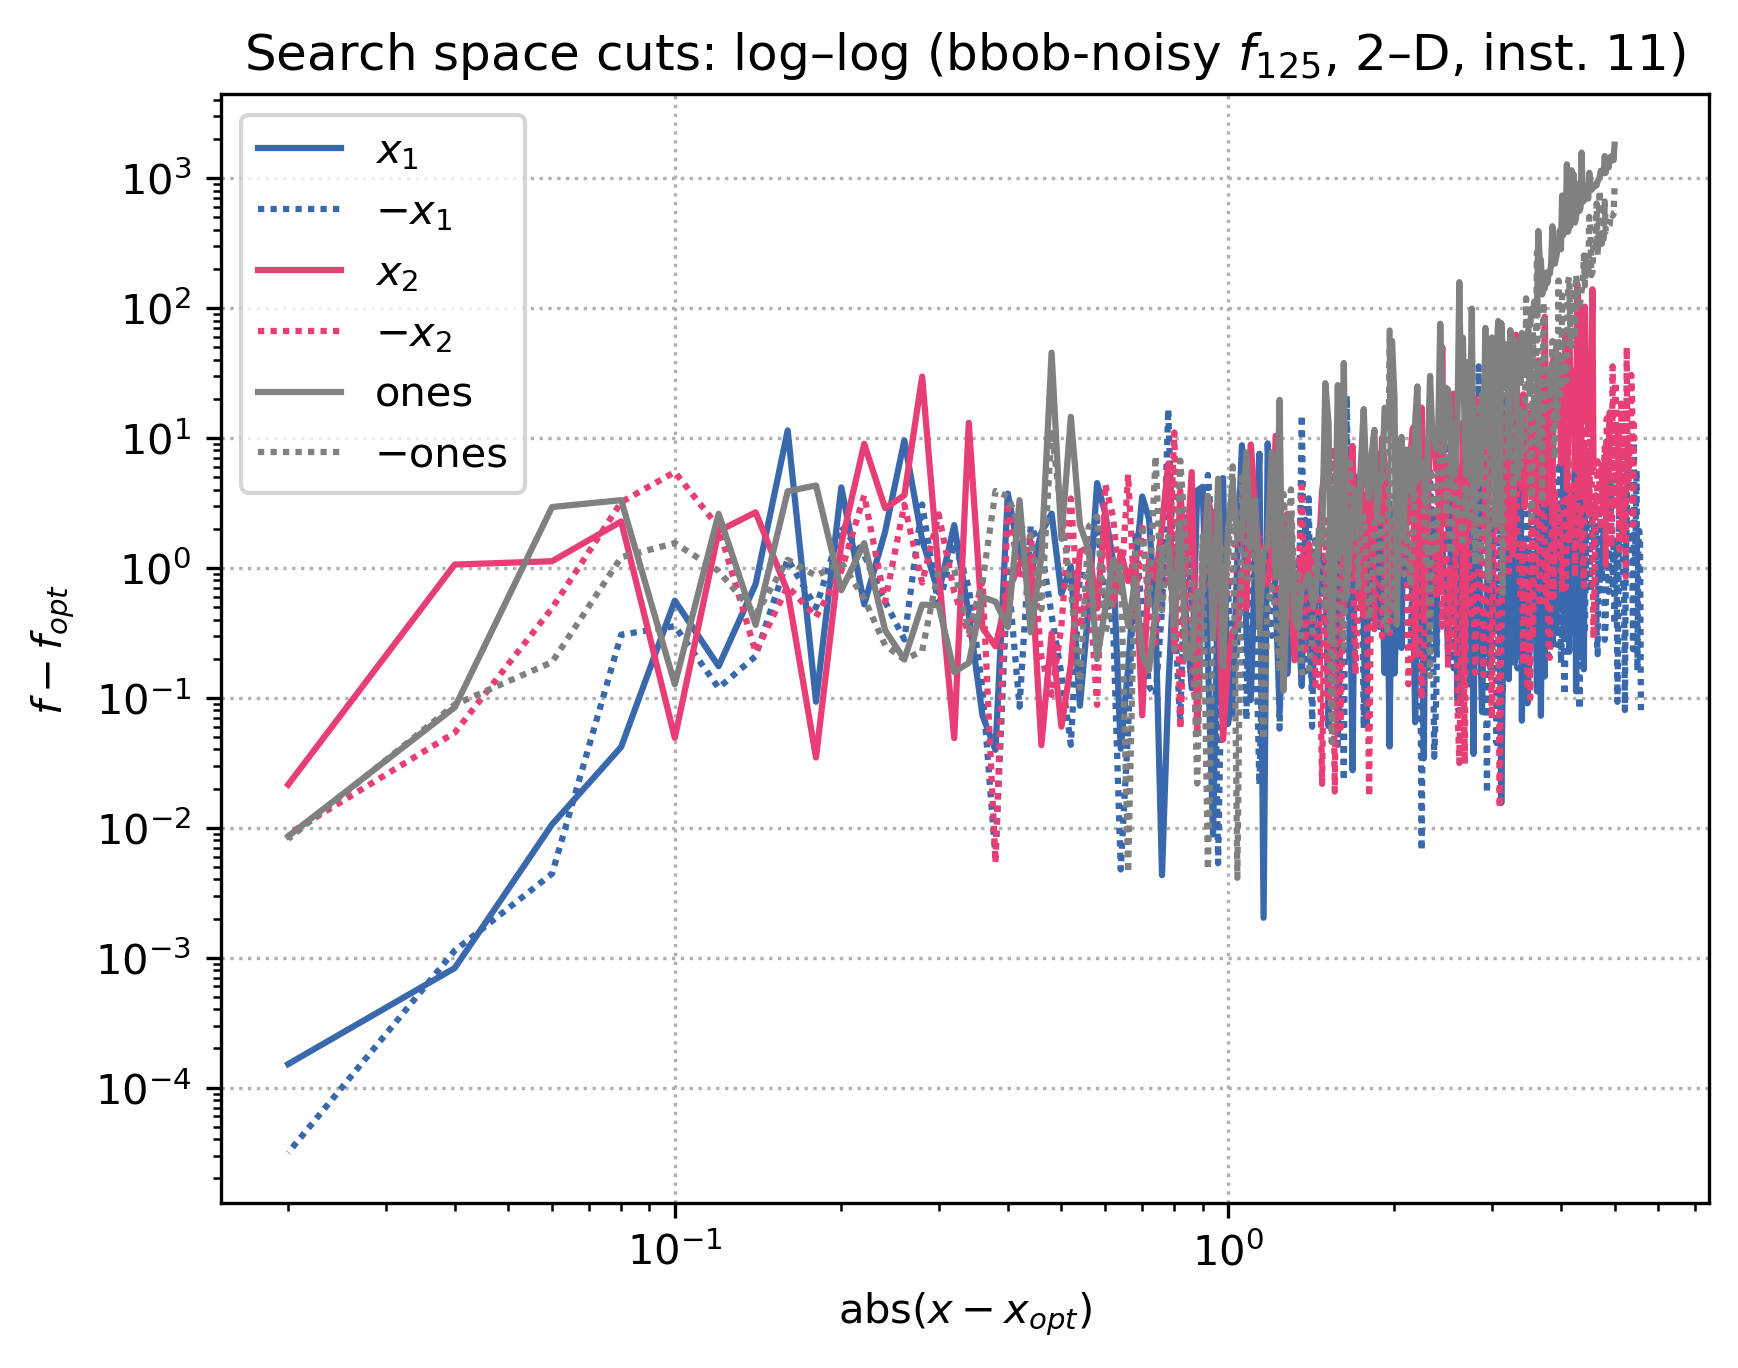 Search space cuts: log–log (bbob-noisy f125, 2–D, inst. 11)
x1
−x1
x2
−x2
ones
−ones
10^3
10^2
10^1
10^0
10^−1
10^−2
10^−3
10^−4
f − fopt
10^−1
10^0
abs(x − xopt)